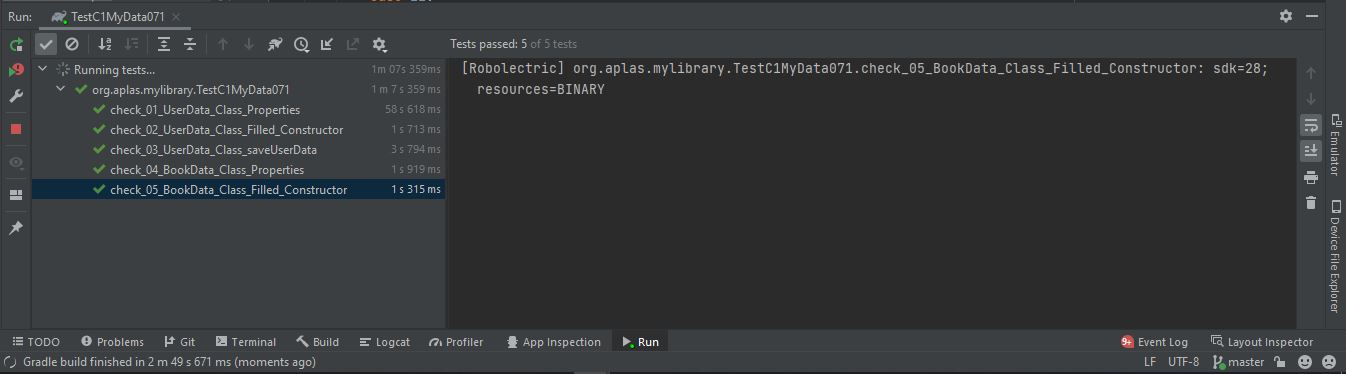 Run: TestC1MyData071
Tests passed: 5 of 5 tests
Running tests... 1m 07s 359ms
org.aplas.mylibrary.TestC1MyData071 1 m 7 s 359 ms
check_01_UserData_Class_Properties 58 s 618 ms
check_02_UserData_Class_Filled_Constructor 1 s 713 ms
check_03_UserData_Class_saveUserData 3 s 794 ms
check_04_BookData_Class_Properties 1 s 919 ms
check_05_BookData_Class_Filled_Constructor 1 s 315 ms
[Robolectric] org.aplas.mylibrary.TestC1MyData071.check_05_BookData_Class_Filled_Constructor: sdk=28;
resources=BINARY
Emulator
Device File Explorer
TODO Problems Git Terminal Build Logcat Profiler App Inspection Run 9+ Event Log Layout Inspector
Gradle build finished in 2 m 49 s 671 ms (moments ago) LF UTF-8 master